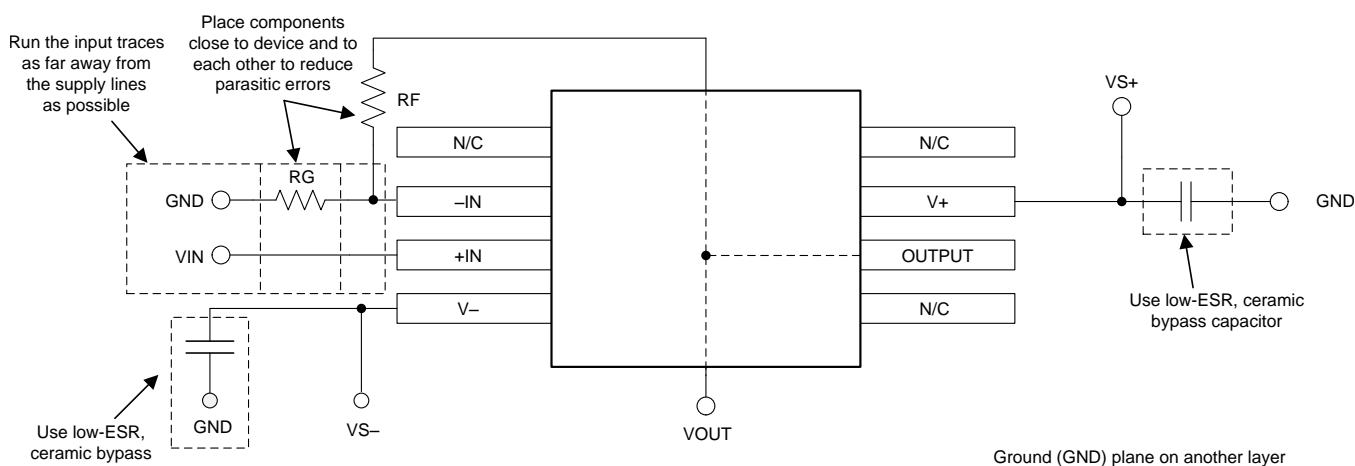 Place components
close to device and to
each other to reduce
parasitic errors
Run the input traces
as far away from
the supply lines
as possible
RF
VS+
N/C
N/C
RG
GND
–IN
V+
GND
VIN
+IN
OUTPUT
V–
N/C
Use low-ESR, ceramic
bypass capacitor
GND
VS–
VOUT
Use low-ESR,
ceramic bypass
Ground (GND) plane on another layer